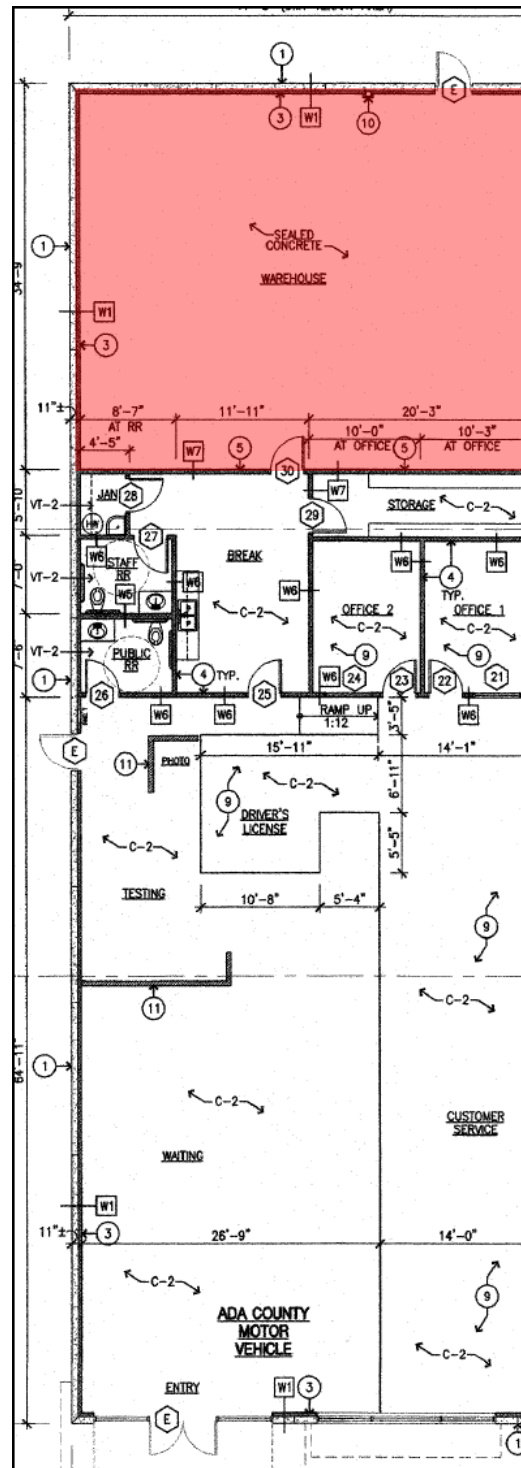 1
E
3
W1
10
SEALED
CONCRETE
1
WAREHOUSE
34'-9
W1
3
8'-7"
11'-11"
20'-3"
11"±
AT RR
10'-0"
10'-3"
4'-5"
5
AT OFFICE
5
AT OFFICE
W7
30
W7
5'-10
VT-2
JAN
28
STORAGE
C-2
HW
29
27
BREAK
W6
STAFF
RR
W6
W6
W6
7'-0
VT-2
W6
W5
4
TYP.
C-2
OFFICE 2
OFFICE 1
9
9
7'-6"
VT-2
PUBLIC
RR
4
TYP.
W6
24
21
1
26
25
23
22
W6
W6
RAMP UP
1:12
W6
3'-5"
E
15'-11"
14'-1"
11
PHOTO
C-2
6'-11"
9
DRIVER'S
LICENSE
C-2
5'-5"
TESTING
10'-8"
5'-4"
9
11
C-2
64'-11"
1
C-2
CUSTOMER
SERVICE
WAITING
W1
11"±
3
26'-9"
14'-0"
C-2
9
ADA COUNTY
MOTOR
VEHICLE
C-2
ENTRY
W1
3
E
1